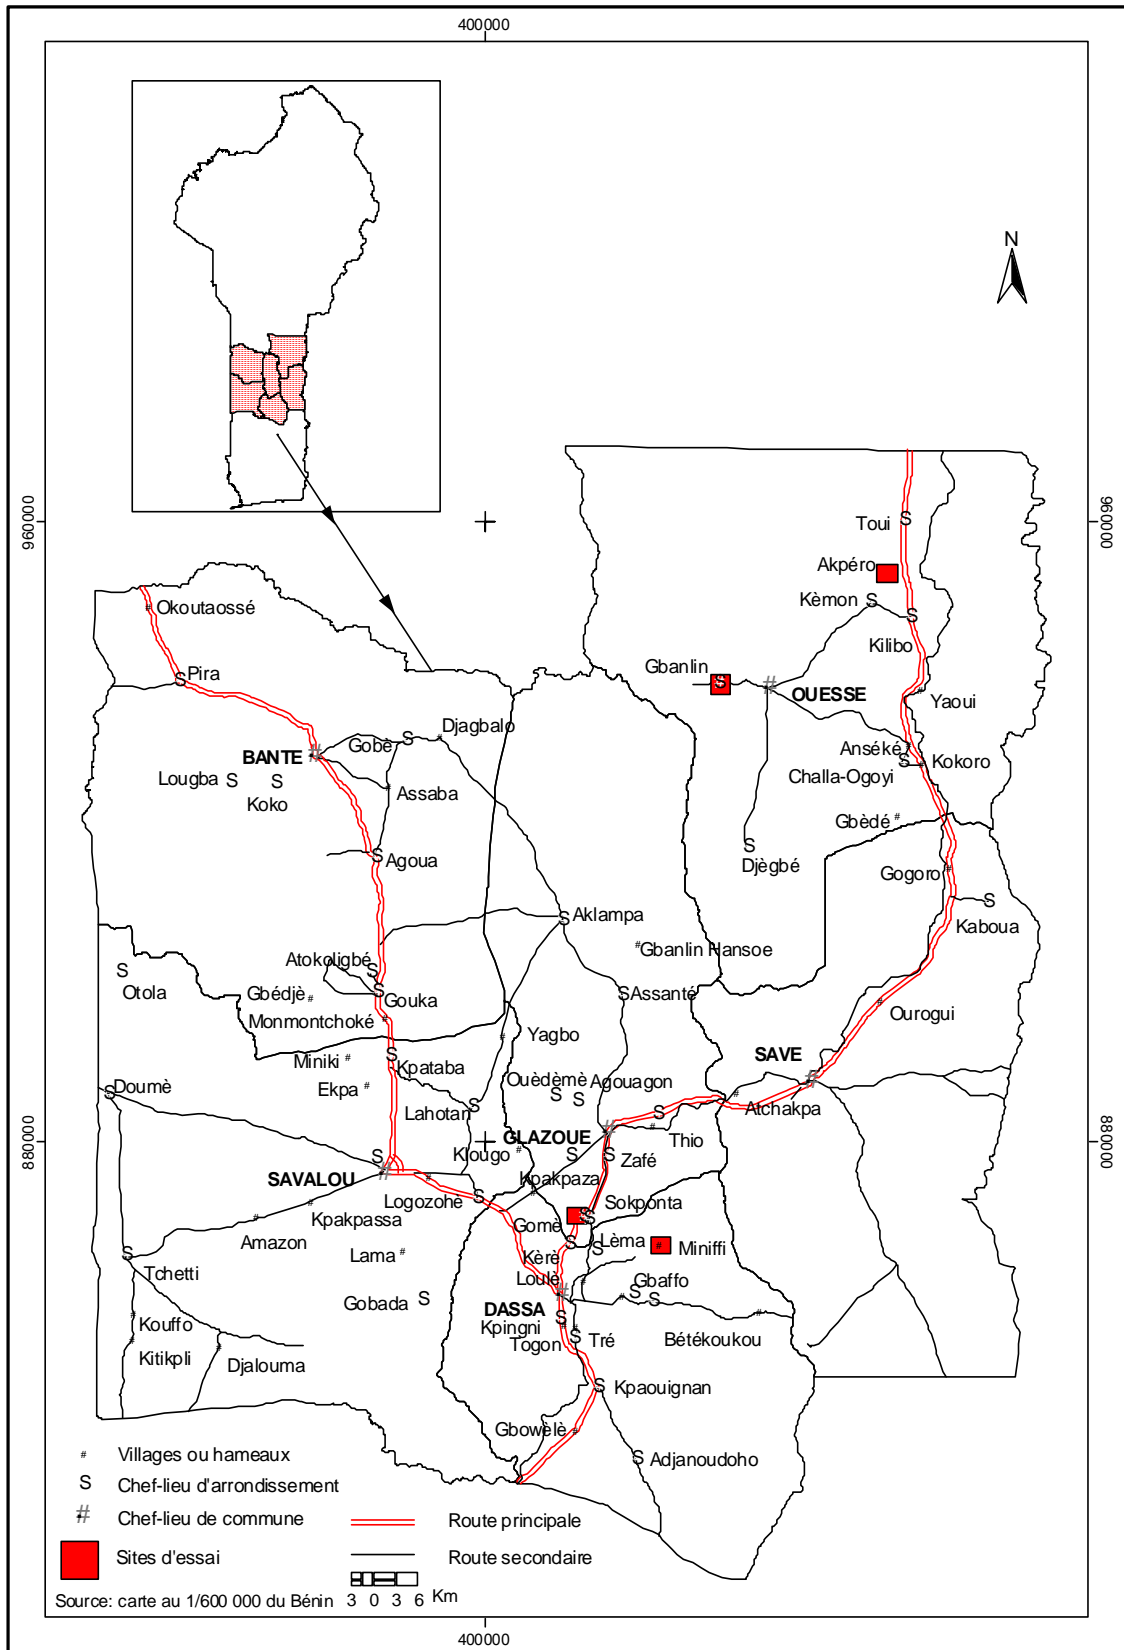 400000
N
960000
960000
Toui
Akpéro
Kèmon
Okoutaossé
Kilibo
Gbanlin
Pira
OUESSE
Yaoui
Djagbalo
Gobè
Anséké
BANTE
Kokoro
Lougba
Challa-Ogoyi
Assaba
Koko
Gbèdé
Djègbé
Agoua
Gogoro
Aklampa
Kaboua
Gbanlin Hansoe
Atokoligbé
Otola
Gbédjè
Gouka
Assanté
Ourogui
Monmontchoké
Yagbo
SAVE
Miniki
Kpataba
Doumè
Ekpa
Ouèdèmè
Agouagon
Lahotan
Atchakpa
880000
GLAZOUE
Thio
880000
Klougo
Zafé
SAVALOU
Kpakpaza
Logozohè
Sokponta
Kpakpassa
Gomè
Amazon
Lèma
Miniffi
Lama
Kèrè
Tchetti
Loulè
Gbaffo
Gobada
DASSA
Kouffo
Kpingni
Bétékoukou
Togon
Tré
Kitikpli
Djalouma
Kpaouignan
Gbowèlè
Adjanoudoho
Villages ou hameaux
Chef-lieu d'arrondissement
Chef-lieu de commune
Route principale
Sites d'essai
Route secondaire
3 0 3 6 Km
Source: carte au 1/600 000 du Bénin
400000